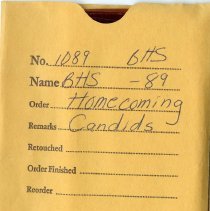 No. 1089 BHS
Name BHS -89
Order Homecoming
Remarks Candids
Retouched
Order Finished
Reorder